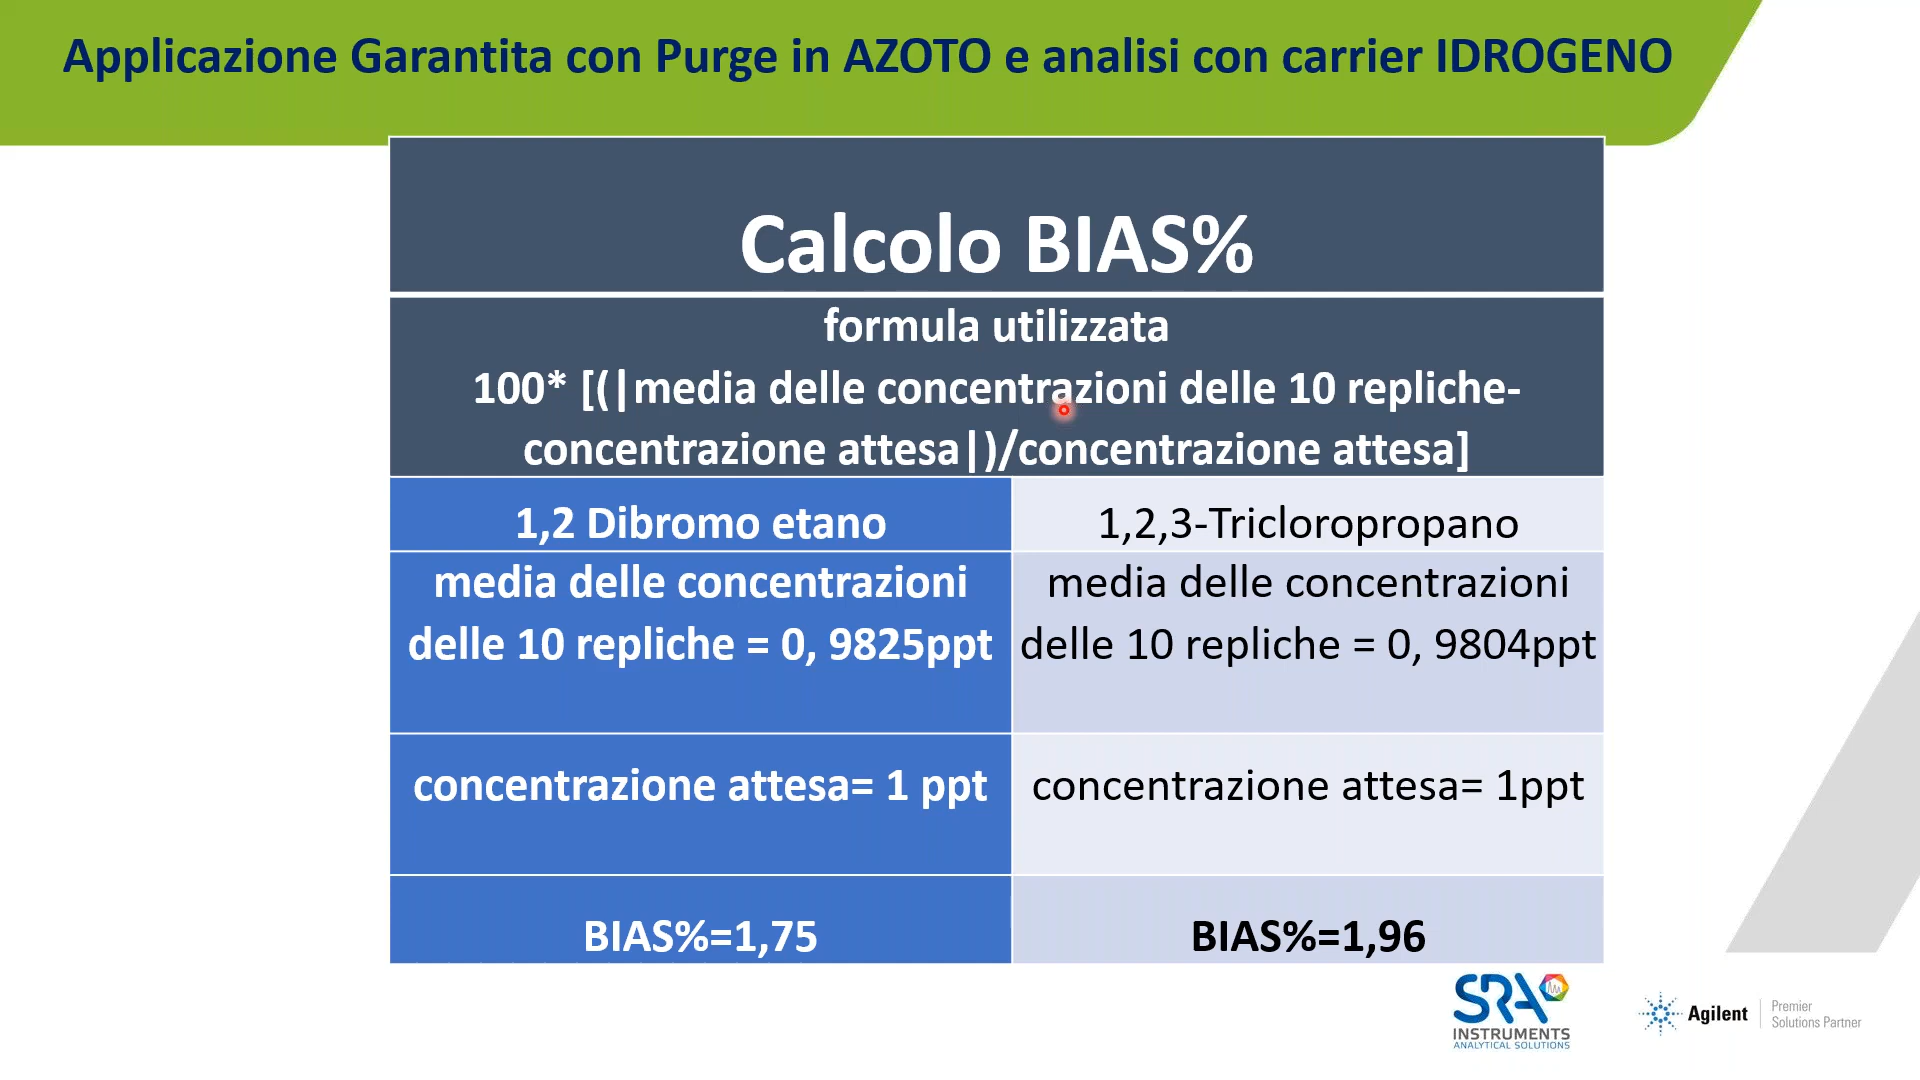 Applicazione Garantita con Purge in AZOTO e analisi con carrier IDROGENO
Calcolo BIAS%
formula utilizzata
100* [(|media delle concentrazioni delle 10 repliche-
concentrazione attesa|)/concentrazione attesa]
1,2 Dibromo etano
1,2,3-Tricloropropano
media delle concentrazioni
delle 10 repliche = 0, 9825ppt
media delle concentrazioni
delle 10 repliche = 0, 9804ppt
concentrazione attesa= 1 ppt
concentrazione attesa= 1ppt
BIAS%=1,75
BIAS%=1,96
SRA
INSTRUMENTS
ANALYTICAL SOLUTIONS
Agilent
Premier
Solutions Partner